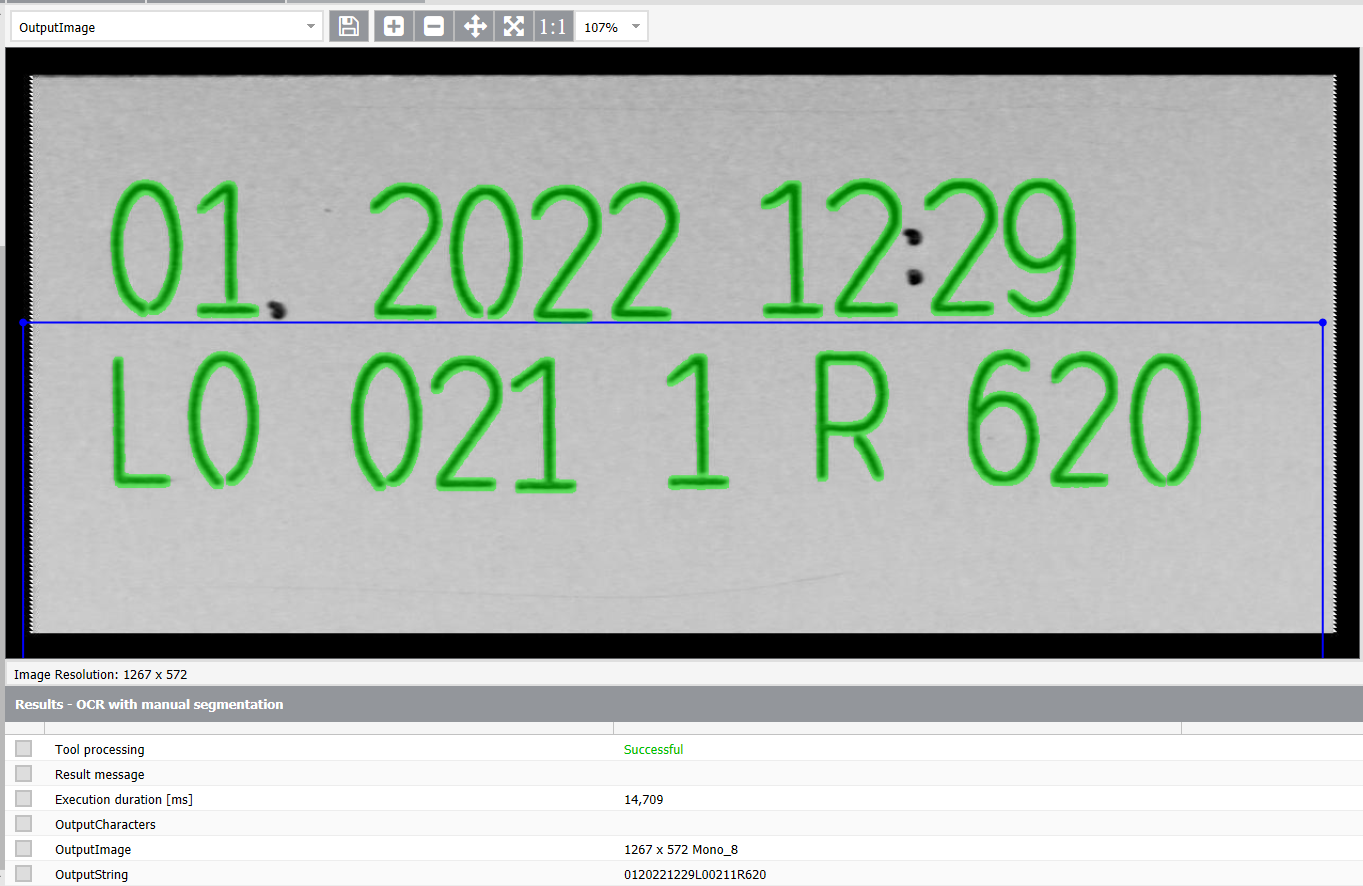 OutputImage
1:1
107%
01. 2022 12:29
L0 021 1 R 620
Image Resolution: 1267 x 572
Results - OCR with manual segmentation
Tool processing Successful
Result message
Execution duration [ms] 14,709
OutputCharacters
OutputImage 1267 x 572 Mono_8
OutputString 0120221229L00211R620